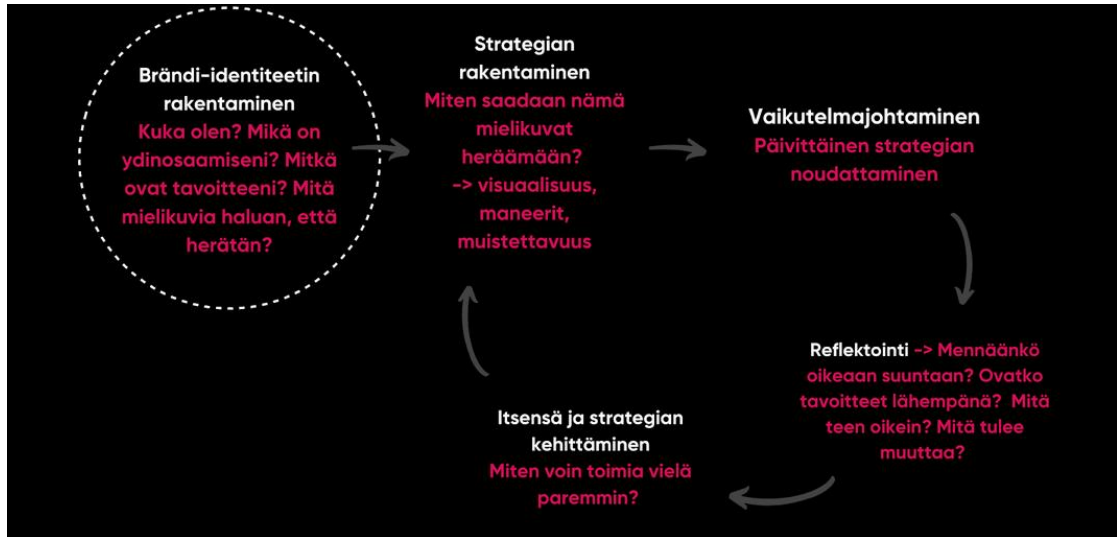 Brändi-identiteetin
rakentaminen
Kuka olen? Mikä on
ydinosaamiseni? Mitkä
ovat tavoitteeni? Mitä
mielikuvia haluan, että
herätän?
Strategian
rakentaminen
Miten saadaan nämä
mielikuvat
heräämään?
-> visuaalisuus,
maneerit,
muistettavuus
Vaikutelmajohtaminen
Päivittäinen strategian
noudattaminen
Reflektointi -> Mennäänkö
oikeaan suuntaan? Ovatko
tavoitteet lähempänä? Mitä
teen oikein? Mitä tulee
muuttaa?
Itsensä ja strategian
kehittäminen
Miten voin toimia vielä
paremmin?